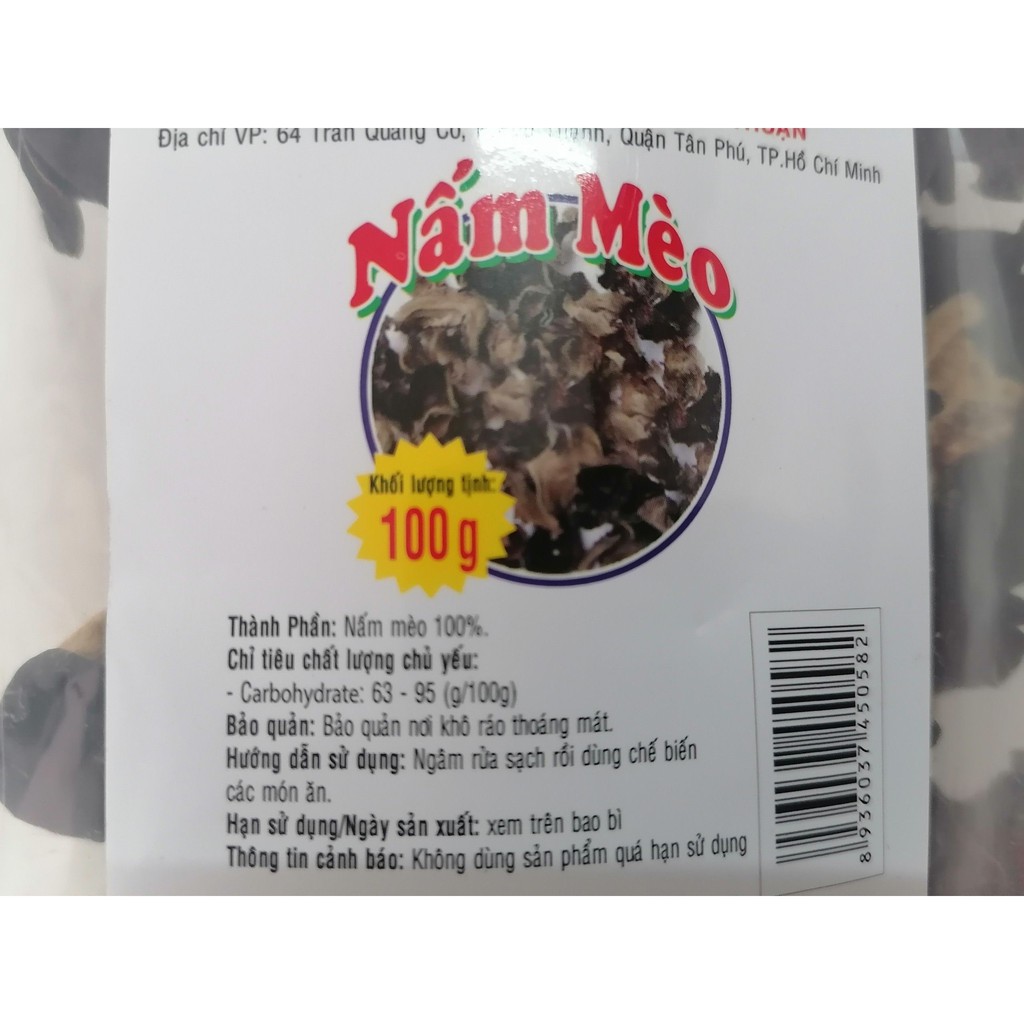 Địa chỉ VP: 64 Trần Quang Cơ, Quận Tân Phú, TP.Hồ Chí Minh
Nấm Mèo
Khối lượng tịnh:
100 g
Thành Phần: Nấm mèo 100%.
Chỉ tiêu chất lượng chủ yếu:
- Carbohydrate: 63 - 95 (g/100g)
Bảo quản: Bảo quản nơi khô ráo thoáng mát.
Hướng dẫn sử dụng: Ngâm rửa sạch rồi dùng chế biến
các món ăn.
Hạn sử dụng/Ngày sản xuất: xem trên bao bì
Thông tin cảnh báo: Không dùng sản phẩm quá hạn sử dụng
8 936037 450582